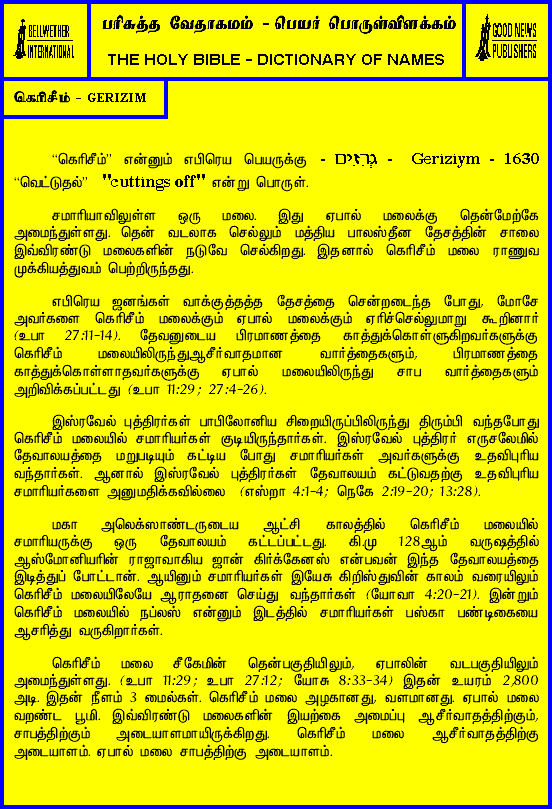 BELLWETHER
INTERNATIONAL
பரிசுத்த வேதாகமம் - பெயர் பொருள்விளக்கம்
THE HOLY BIBLE - DICTIONARY OF NAMES
GOOD NEWS
PUBLISHERS
கெரிசீம் - GERIZIM
“கெரிசீம்” என்னும் எபிரெய பெயருக்கு - גְּרִזִים - Geriziym - 1630
“வெட்டுதல்” "cuttings off" என்று பொருள்.
சமாரியாவிலுள்ள ஒரு மலை. இது ஏபால் மலைக்கு தென்மேற்கே
அமைந்துள்ளது. தென் வடலாக செல்லும் மத்திய பாலஸ்தீன தேசத்தின் சாலை
இவ்விரண்டு மலைகளின் நடுவே செல்கிறது. இதனால் கெரிசீம் மலை ராணுவ
முக்கியத்துவம் பெற்றிருந்தது.
எபிரெய ஜனங்கள் வாக்குத்தத்த தேசத்தை சென்றடைந்த போது, மோசே
அவர்களை கெரிசீம் மலைக்கும் ஏபால் மலைக்கும் ஏறிச்செல்லுமாறு கூறினார்
(உபா 27:11-14). தேவனுடைய பிரமாணத்தை காத்துக்கொள்ளுகிறவர்களுக்கு
கெரிசீம் மலையிலிருந்துஆசீர்வாதமான வார்த்தைகளும், பிரமாணத்தை
காத்துக்கொள்ளாதவர்களுக்கு ஏபால் மலையிலிருந்து சாப வார்த்தைகளும்
அறிவிக்கப்பட்டது (உபா 11:29; 27:4-26).
இஸ்ரவேல் புத்திரர்கள் பாபிலோனிய சிறையிருப்பிலிருந்து திரும்பி வந்தபோது
கெரிசீம் மலையில் சமாரியர்கள் குடியிருந்தார்கள். இஸ்ரவேல் புத்திரர் எருசலேமில்
தேவாலயத்தை மறுபடியும் கட்டிய போது சமாரியர்கள் அவர்களுக்கு உதவிபுரிய
வந்தார்கள். ஆனால் இஸ்ரவேல் புத்திரர்கள் தேவாலயம் கட்டுவதற்கு உதவிபுரிய
சமாரியர்களை அனுமதிக்கவில்லை (எஸ்றா 4:1-4; நெகே 2:19-20; 13:28).
மகா அலெக்ஸாண்டருடைய ஆட்சி காலத்தில் கெரிசீம் மலையில்
சமாரியருக்கு ஒரு தேவாலயம் கட்டப்பட்டது. கி.மு 128ஆம் வருஷத்தில்
ஆஸ்மோனியரின் ராஜாவாகிய ஜான் கிர்க்கேனஸ் என்பவன் இந்த தேவாலயத்தை
இடித்துப் போட்டான். ஆயினும் சமாரியர்கள் இயேசு கிறிஸ்துவின் காலம் வரையிலும்
கெரிசீம் மலையிலேயே ஆராதனை செய்து வந்தார்கள் (யோவா 4:20-21). இன்றும்
கெரிசீம் மலையில் நப்லஸ் என்னும் இடத்தில் சமாரியர்கள் பஸ்கா பண்டிகையை
ஆசரித்து வருகிறார்கள்.
கெரிசீம் மலை சீகேமின் தென்பகுதியிலும், ஏபாலின் வடபகுதியிலும்
அமைந்துள்ளது. (உபா 11:29; உபா 27:12; யோசு 8:33-34) இதன் உயரம் 2,800
அடி. இதன் நீளம் 3 மைல்கள். கெரிசீம் மலை அழகானது, வளமானது. ஏபால் மலை
வறண்ட பூமி. இவ்விரண்டு மலைகளின் இயற்கை அமைப்பு ஆசீர்வாதத்திற்கும்,
சாபத்திற்கும் அடையாளமாயிருக்கிறது. கெரிசீம் மலை ஆசீர்வாதத்திற்கு
அடையாளம். ஏபால் மலை சாபத்திற்கு அடையாளம்.